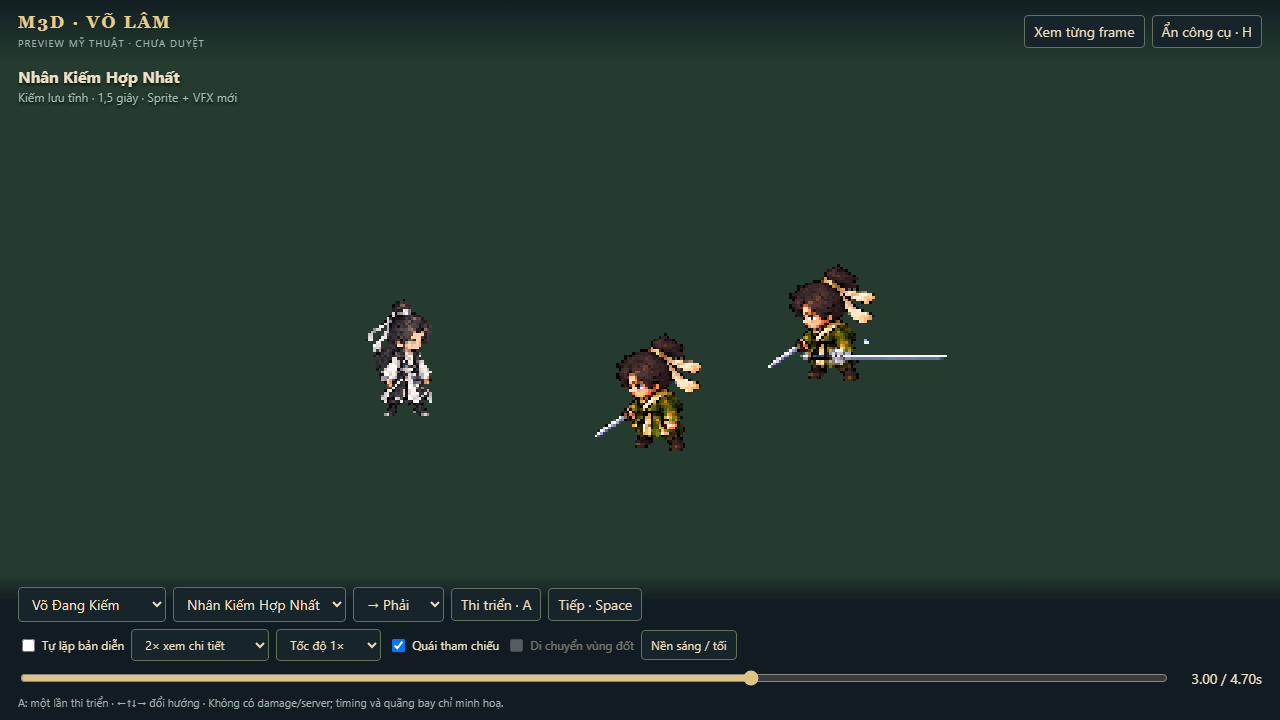 M3D · VÕ LÂM
PREVIEW MỸ THUẬT · CHƯA DUYỆT
Xem từng frame
Ẩn công cụ · H
Nhân Kiếm Hợp Nhất
Kiếm lưu tĩnh · 1,5 giây · Sprite + VFX mới
Võ Đang Kiếm
Nhân Kiếm Hợp Nhất
→ Phải
Thi triển · A
Tiếp · Space
Tự lặp bản diễn
2× xem chi tiết
Tốc độ 1×
Quái tham chiếu
Di chuyển vùng đốt
Nền sáng / tối
3.00 / 4.70s
A: một lần thi triển · ←↑↓→ đổi hướng · Không có damage/server; timing và quãng bay chỉ minh hoạ.